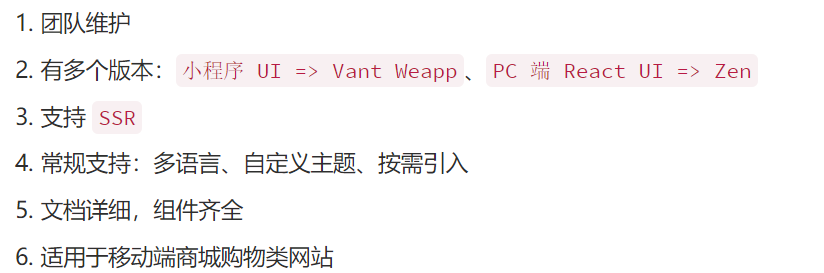 1. 团队维护
2. 有多个版本：小程序 UI => Vant Weapp、PC 端 React UI => Zen
3. 支持 SSR
4. 常规支持：多语言、自定义主题、按需引入
5. 文档详细，组件齐全
6. 适用于移动端商城购物类网站